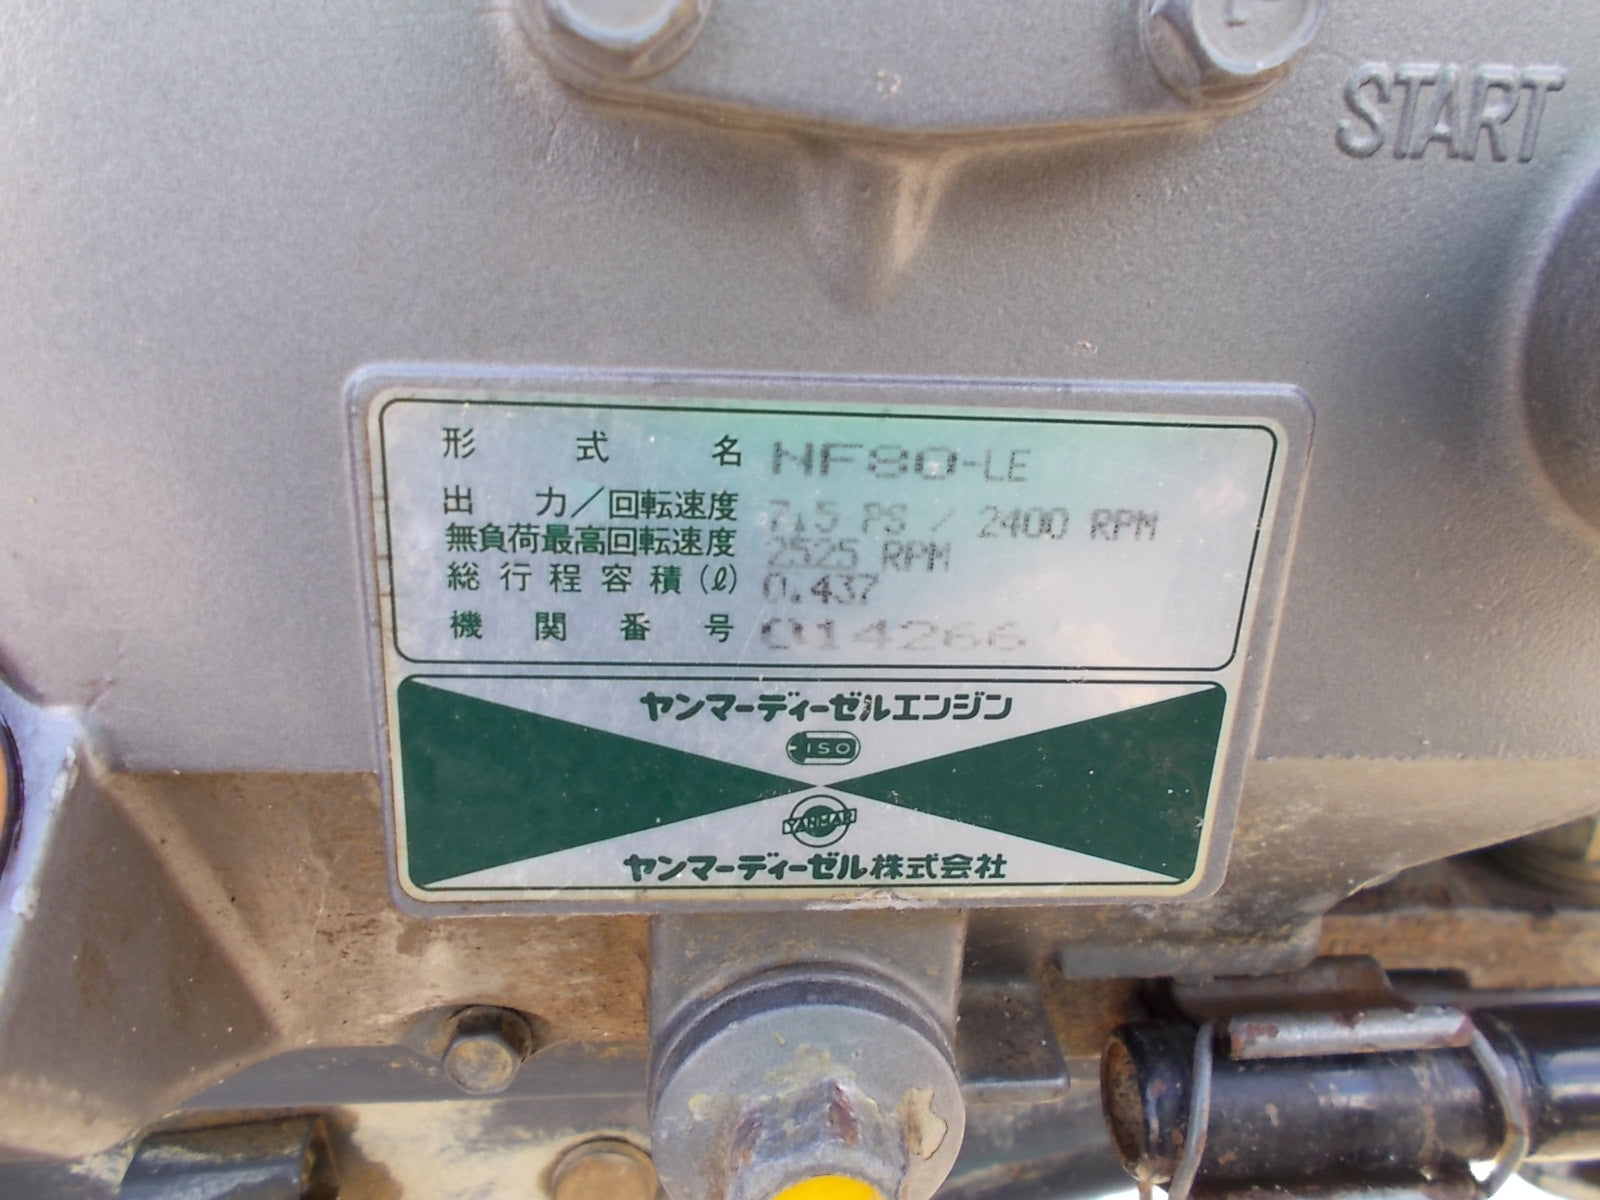 START
形式名 NF80-LE
出力/回転速度 7.5 PS / 2400 RPM
無負荷最高回転速度 2525 RPM
総行程容積(ℓ) 0.437
機関番号 014266
ヤンマーディーゼルエンジン
ISO
YANMAR
ヤンマーディーゼル株式会社